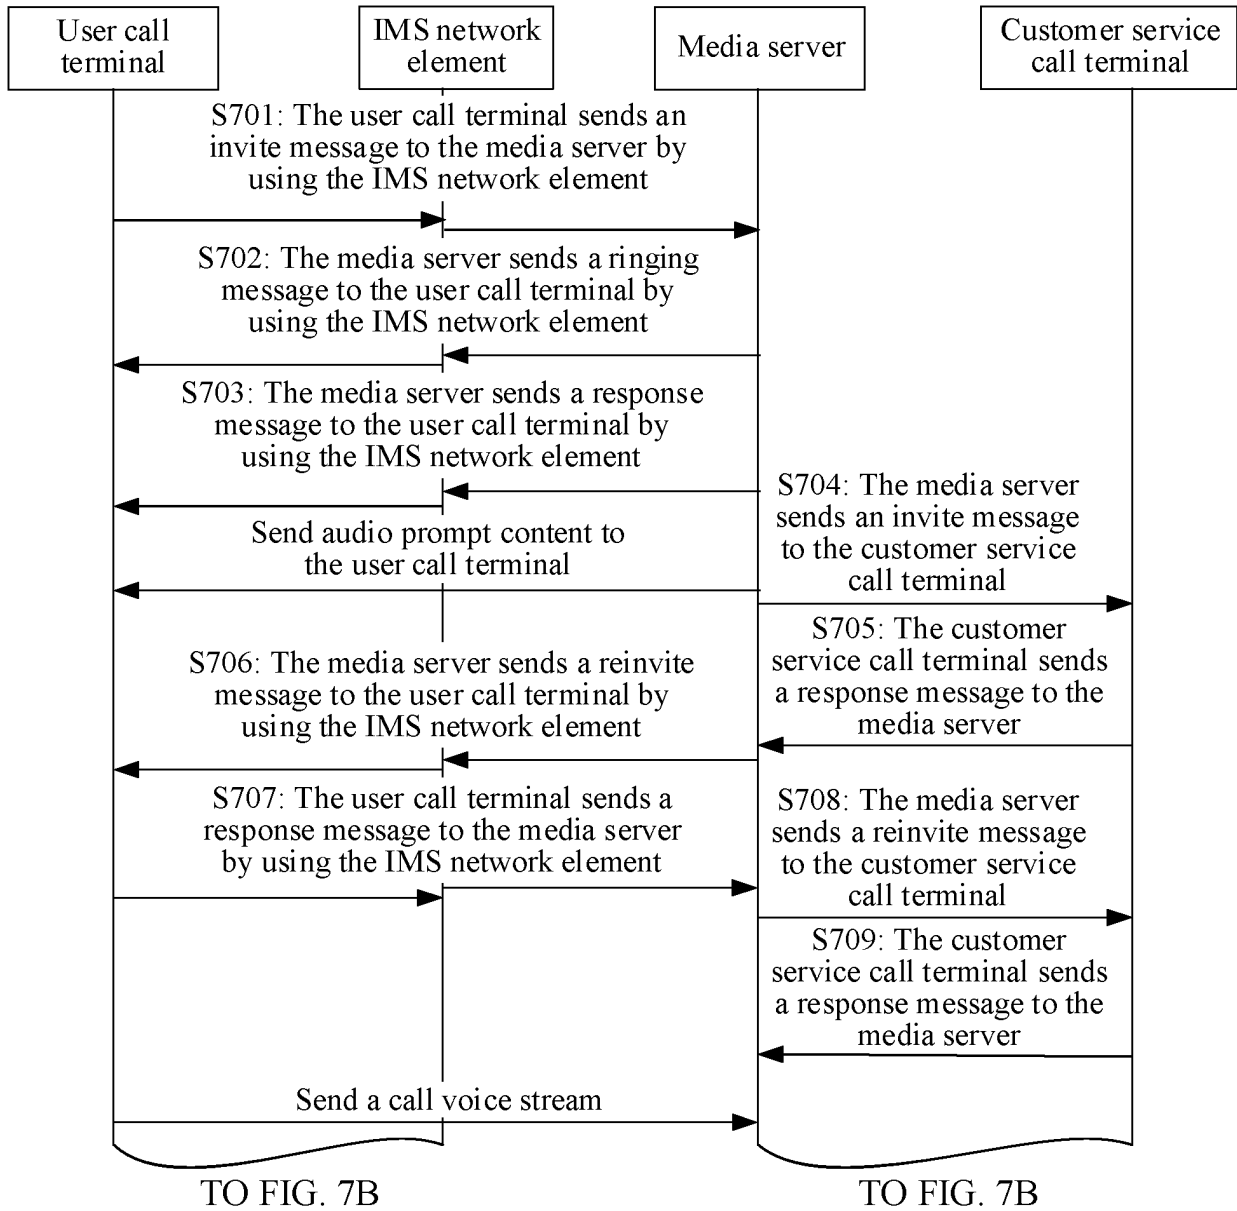 User call
terminal
IMS network
element
Media server
Customer service
call terminal
S701: The user call terminal sends an
invite message to the media server by
using the IMS network element
S702: The media server sends a ringing
message to the user call terminal by
using the IMS network element
S703: The media server sends a response
message to the user call terminal by
using the IMS network element
S704: The media server
sends an invite message
to the customer service
call terminal
Send audio prompt content to
the user call terminal
S705: The customer
service call terminal sends
a response message to the
media server
S706: The media server sends a reinvite
message to the user call terminal by
using the IMS network element
S707: The user call terminal sends a
response message to the media server
by using the IMS network element
S708: The media server
sends a reinvite message
to the customer service
call terminal
S709: The customer
service call terminal sends
a response message to the
media server
Send a call voice stream
TO FIG. 7B
TO FIG. 7B